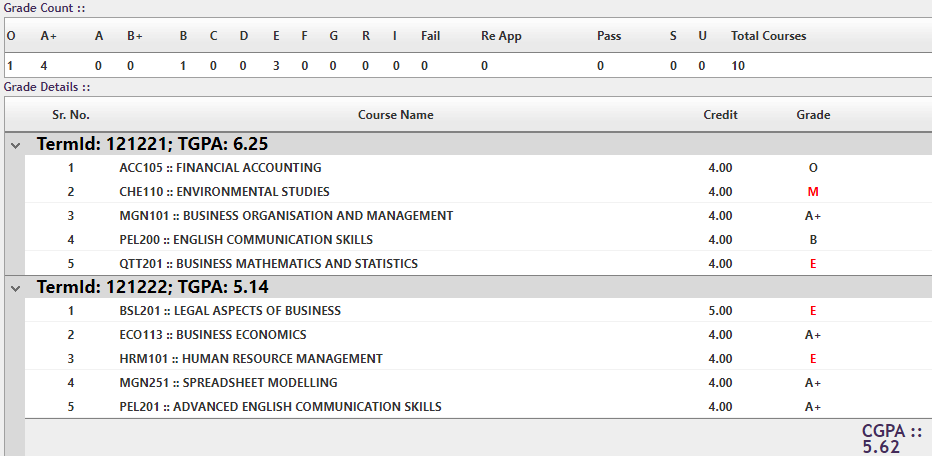 Grade Count ::
O A+ A B+ B C D E F G R I Fail Re App Pass S U Total Courses
1 4 0 0 1 0 0 3 0 0 0 0 0 0 0 0 0 10
Grade Details ::
Sr. No. Course Name Credit Grade
TermId: 121221; TGPA: 6.25
1 ACC105 :: FINANCIAL ACCOUNTING 4.00 O
2 CHE110 :: ENVIRONMENTAL STUDIES 4.00 M
3 MGN101 :: BUSINESS ORGANISATION AND MANAGEMENT 4.00 A+
4 PEL200 :: ENGLISH COMMUNICATION SKILLS 4.00 B
5 QTT201 :: BUSINESS MATHEMATICS AND STATISTICS 4.00 E
TermId: 121222; TGPA: 5.14
1 BSL201 :: LEGAL ASPECTS OF BUSINESS 5.00 E
2 ECO113 :: BUSINESS ECONOMICS 4.00 A+
3 HRM101 :: HUMAN RESOURCE MANAGEMENT 4.00 E
4 MGN251 :: SPREADSHEET MODELLING 4.00 A+
5 PEL201 :: ADVANCED ENGLISH COMMUNICATION SKILLS 4.00 A+
CGPA ::
5.62